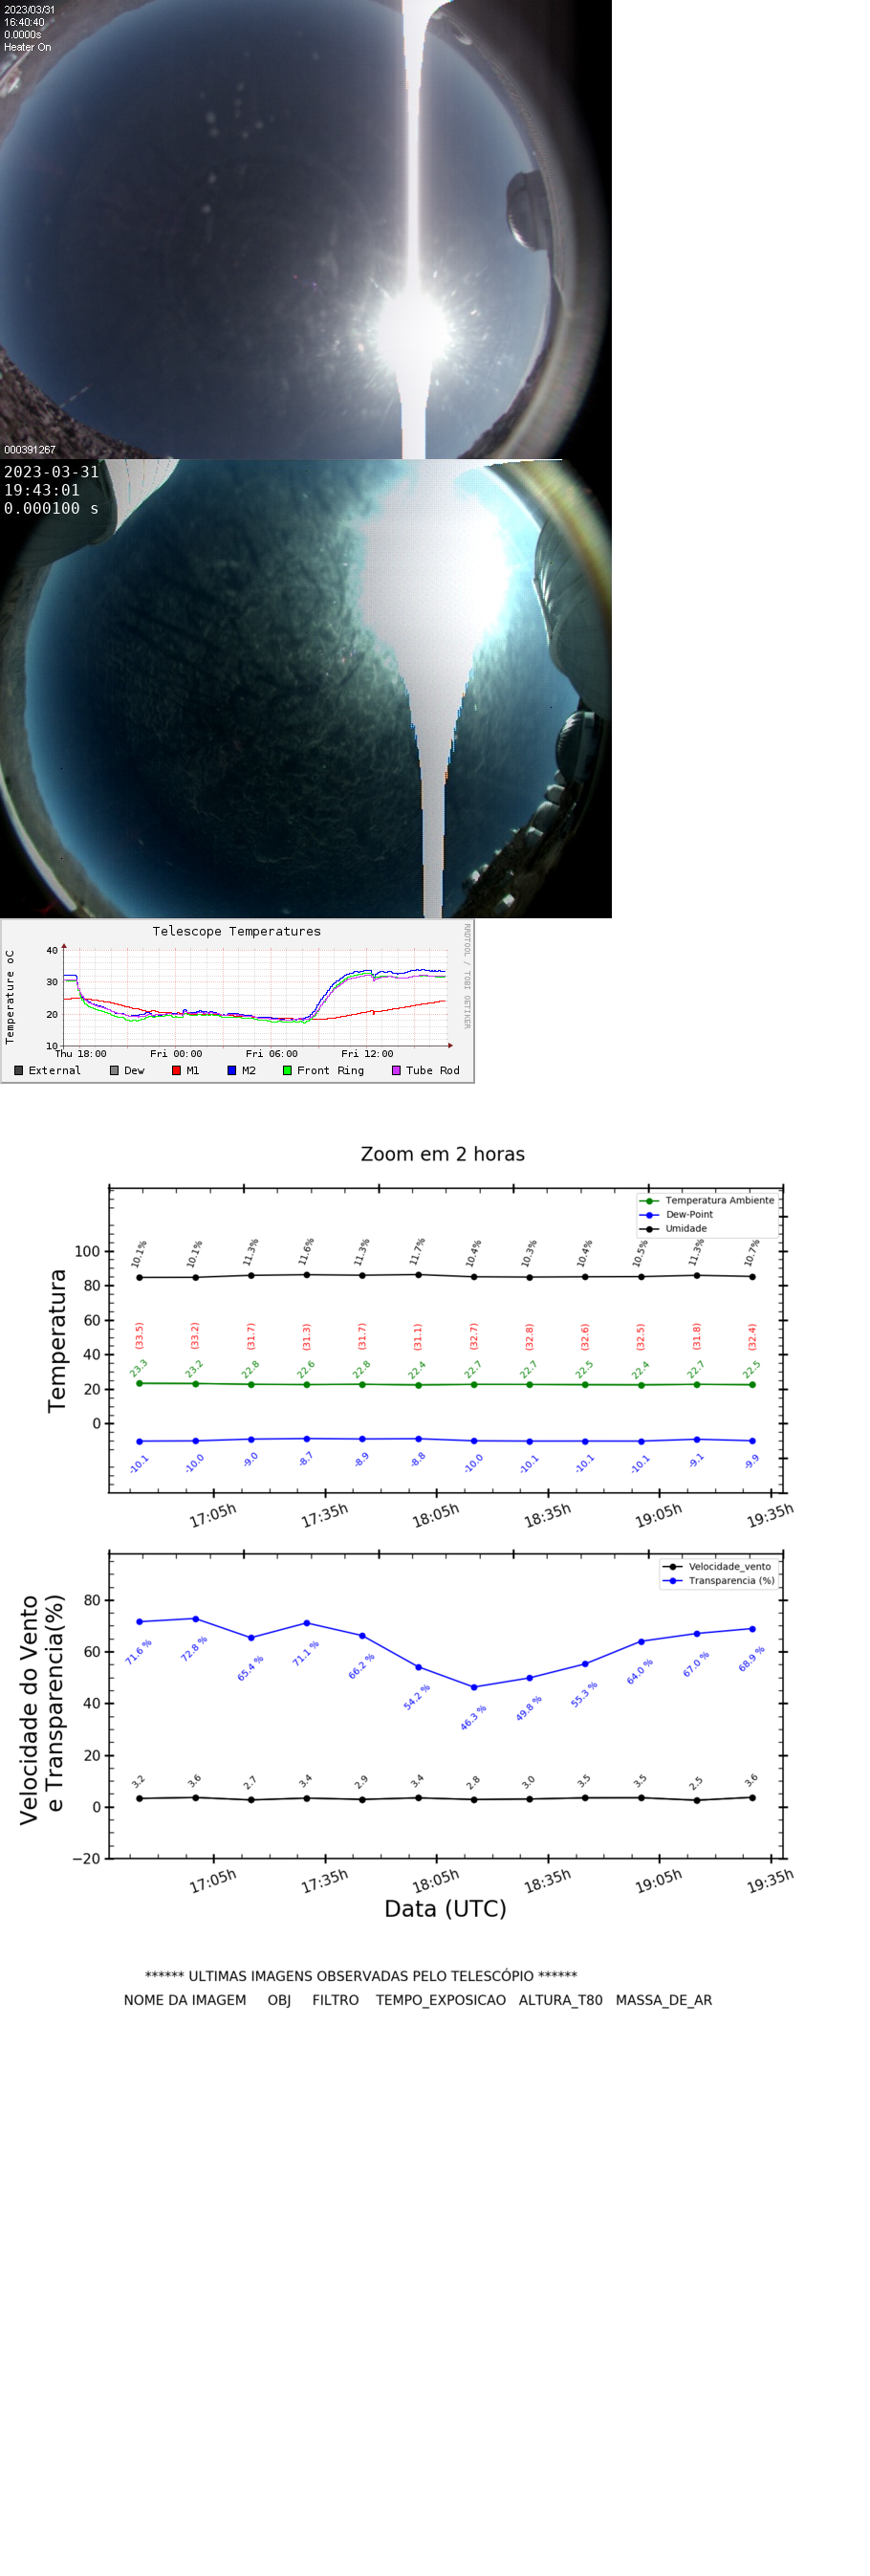 2023/03/31
16:40:40
0.0000s
Heater On
000391267
2023-03-31
19:43:01
0.000100 s
Telescope Temperatures
RRDTOOL / TOBI OETIKER
Temperature oC
40
30
20
10
Thu 18:00 Fri 00:00 Fri 06:00 Fri 12:00
External Dew M1 M2 Front Ring Tube Rod
Zoom em 2 horas
Temperatura Ambiente
Dew-Point
Umidade
Temperatura
100
80
60
40
20
0
10.1% 10.1% 11.3% 11.6% 11.3% 11.7% 10.4% 10.3% 10.4% 10.5% 11.3% 10.7%
(33.5) (33.2) (31.7) (31.3) (31.7) (31.1) (32.7) (32.8) (32.6) (32.5) (31.8) (32.4)
23.3 23.2 22.8 22.6 22.8 22.4 22.7 22.7 22.5 22.4 22.7 22.5
-10.1 -10.0 -9.0 -8.7 -8.9 -8.8 -10.0 -10.1 -10.1 -10.1 -9.1 -9.9
17:05h 17:35h 18:05h 18:35h 19:05h 19:35h
Velocidade_vento
Transparencia (%)
Velocidade do Vento
e Transparencia(%)
80
60
40
20
0
−20
71.6 % 72.8 % 65.4 % 71.1 % 66.2 % 54.2 % 46.3 % 49.8 % 55.3 % 64.0 % 67.0 % 68.9 %
3.2 3.6 2.7 3.4 2.9 3.4 2.8 3.0 3.5 3.5 2.5 3.6
17:05h 17:35h 18:05h 18:35h 19:05h 19:35h
Data (UTC)
****** ULTIMAS IMAGENS OBSERVADAS PELO TELESCÓPIO ******
NOME DA IMAGEM OBJ FILTRO TEMPO_EXPOSICAO ALTURA_T80 MASSA_DE_AR